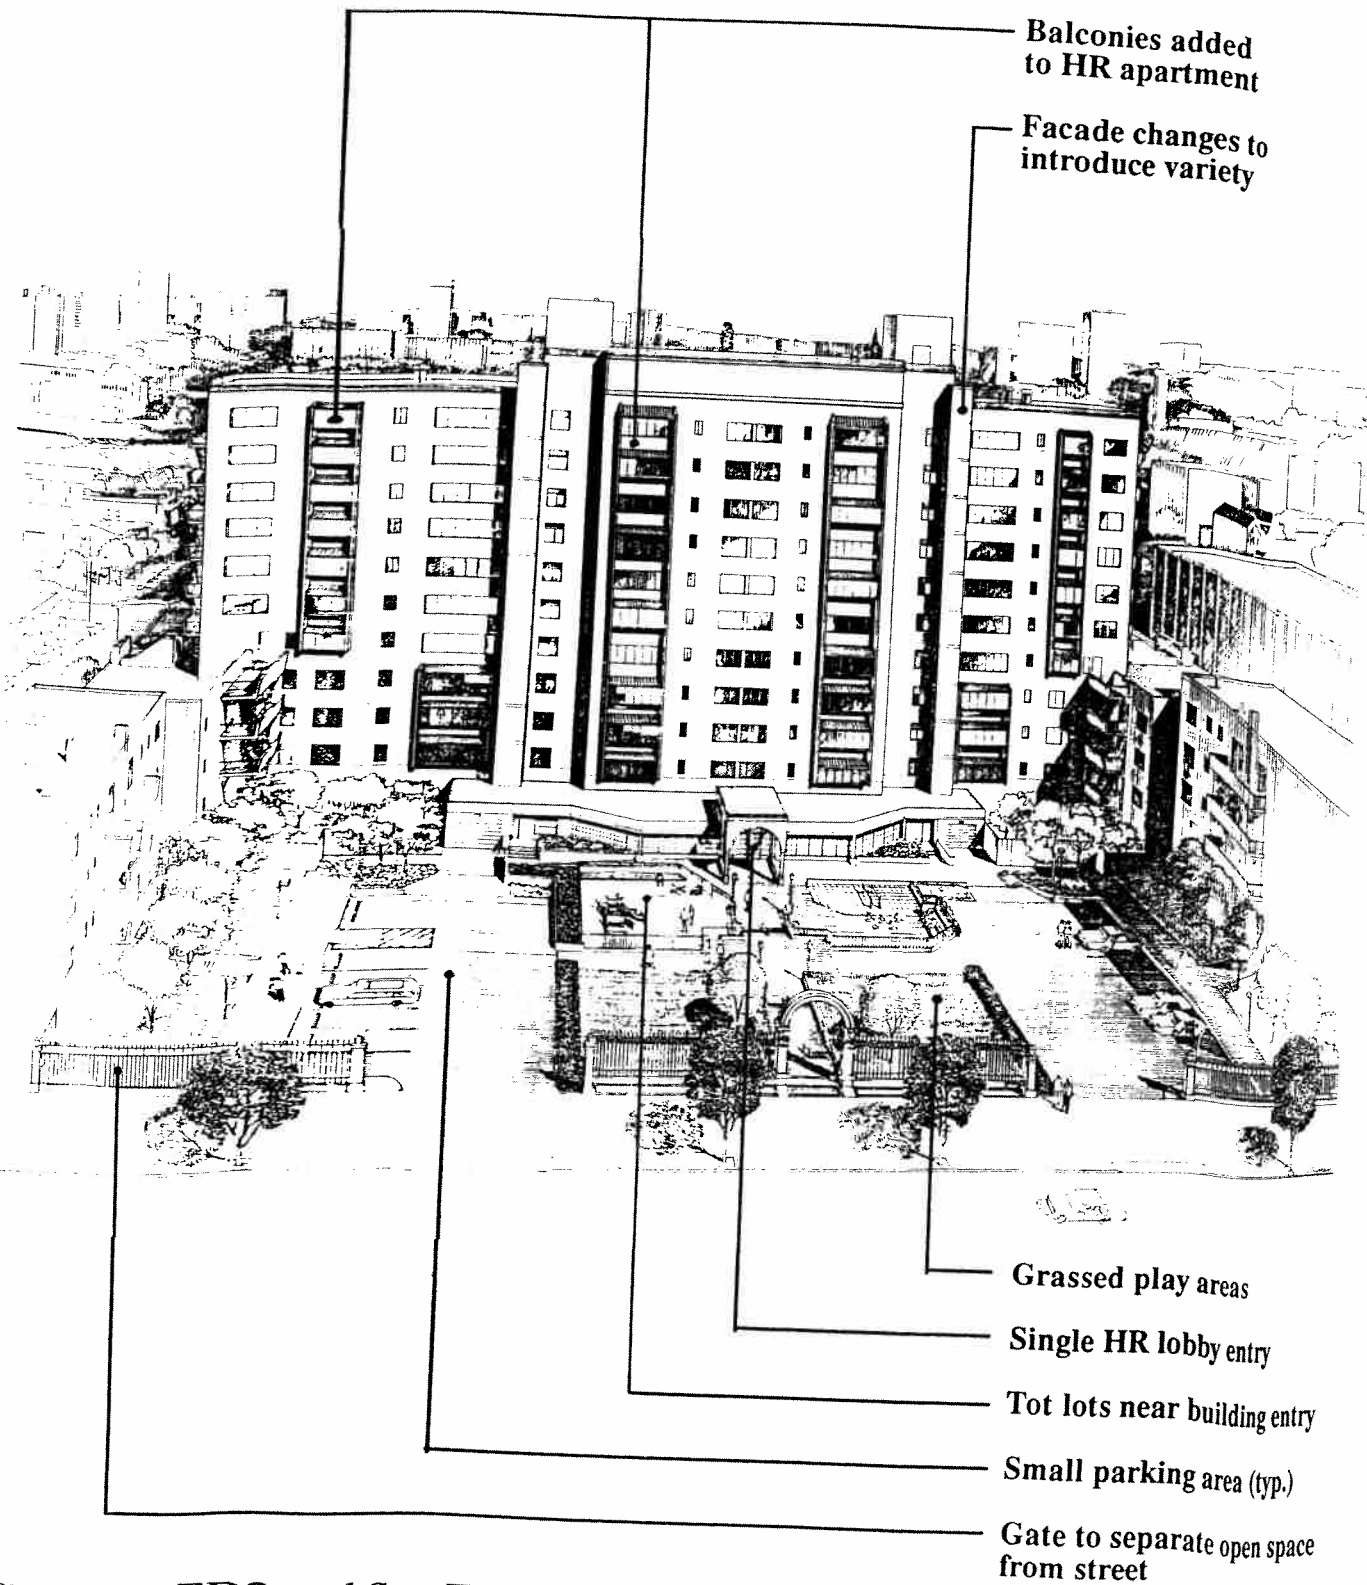 Balconies added
to HR apartment
Facade changes to
introduce variety
Grassed play areas
Single HR lobby entry
Tot lots near building entry
Small parking area (typ.)
Gate to separate open space
from street